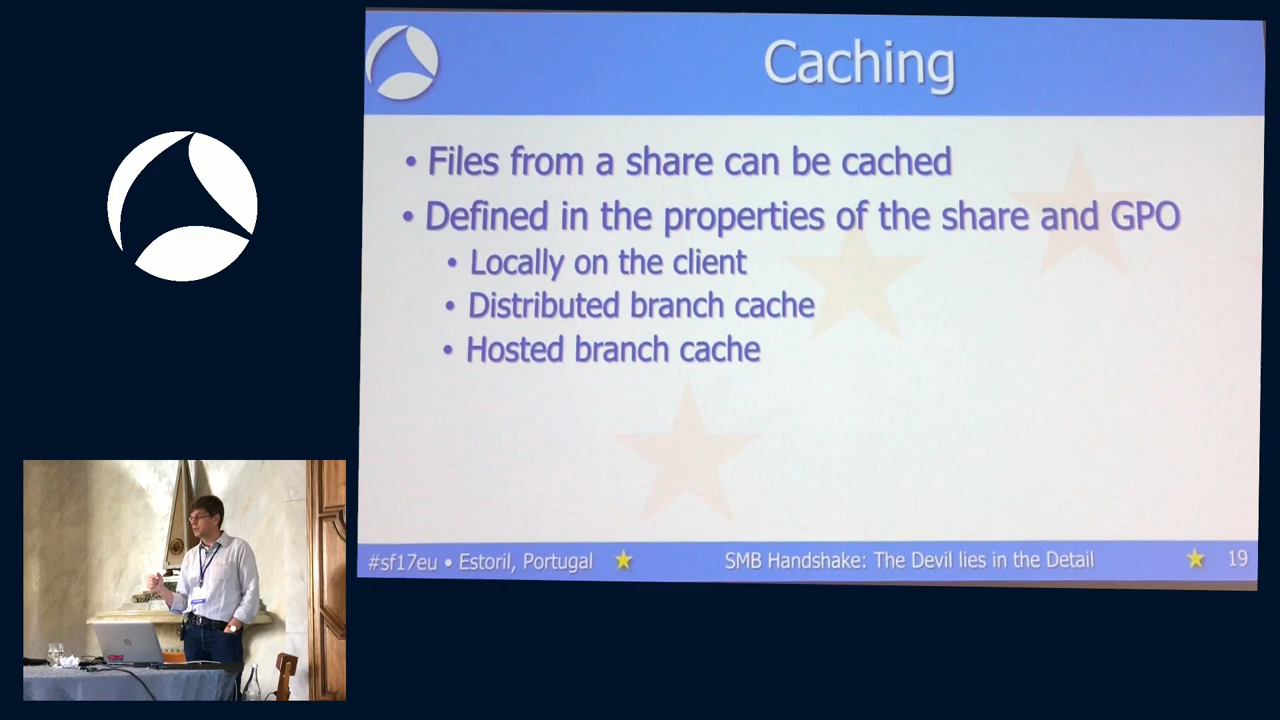 Caching
• Files from a share can be cached
• Defined in the properties of the share and GPO
• Locally on the client
• Distributed branch cache
• Hosted branch cache
#sf17eu • Estoril, Portugal
SMB Handshake: The Devil lies in the Detail
19